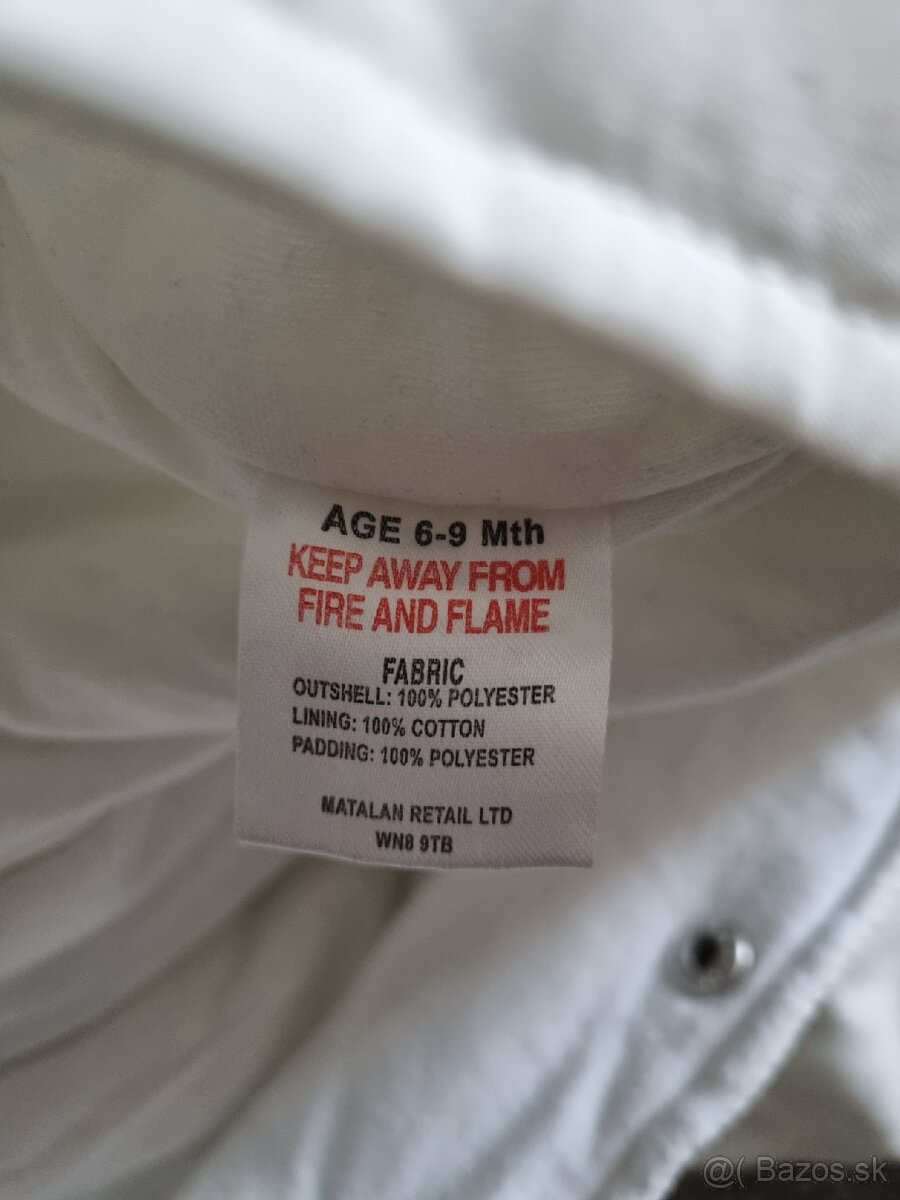 AGE 6-9 Mth
KEEP AWAY FROM
FIRE AND FLAME
FABRIC
OUTSHELL: 100% POLYESTER
LINING: 100% COTTON
PADDING: 100% POLYESTER
MATALAN RETAIL LTD
WN8 9TB
@( Bazos.sk